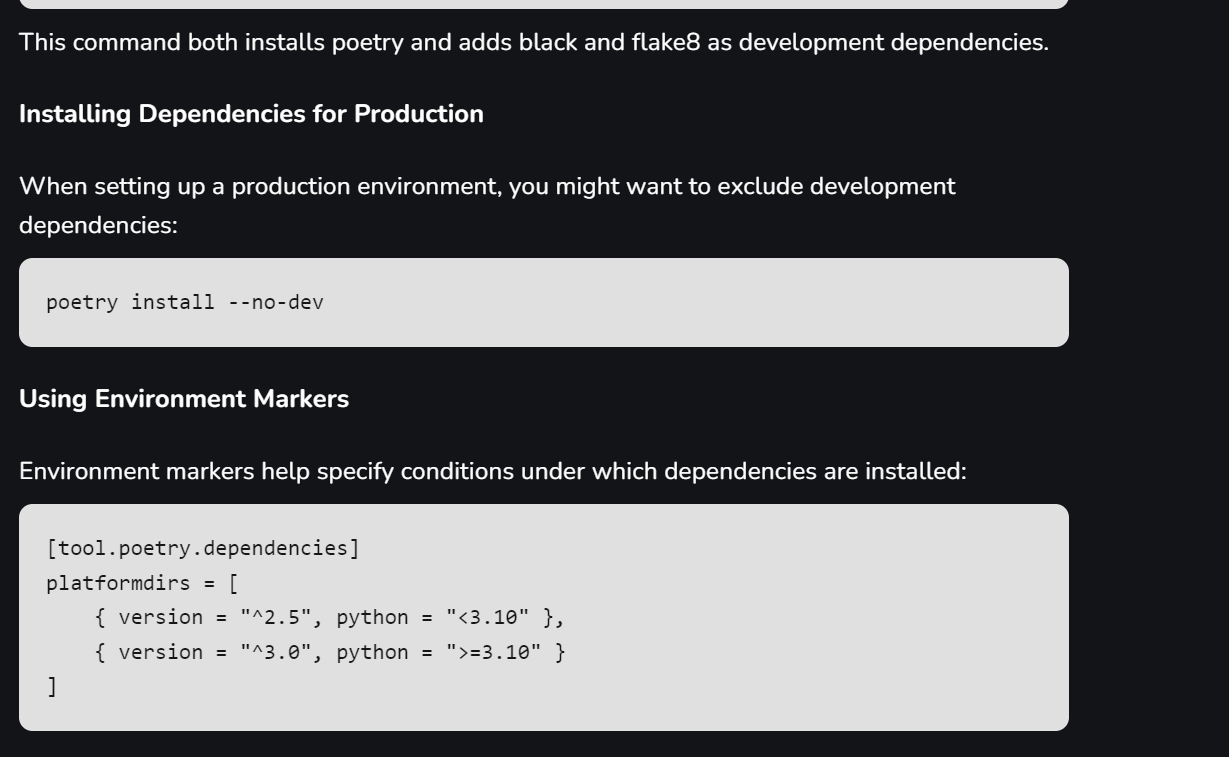 This command both installs poetry and adds black and flake8 as development dependencies.
Installing Dependencies for Production
When setting up a production environment, you might want to exclude development
dependencies:
poetry install --no-dev
Using Environment Markers
Environment markers help specify conditions under which dependencies are installed:
[tool.poetry.dependencies]
platformdirs = [
    { version = "^2.5", python = "<3.10" },
    { version = "^3.0", python = ">=3.10" }
]